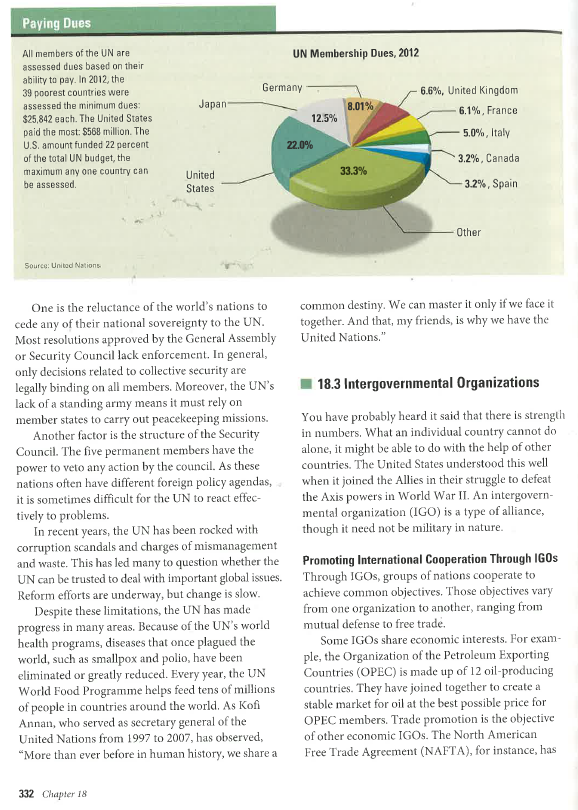 Paying Dues
All members of the UN are
assessed dues based on their
ability to pay. In 2012, the
39 poorest countries were
assessed the minimum dues:
$25,842 each. The United States
paid the most: $568 million. The
U.S. amount funded 22 percent
of the total UN budget, the
maximum any one country can
be assessed.
UN Membership Dues, 2012
Germany
8.01%
6.6%, United Kingdom
Japan
12.5%
6.1%, France
5.0%, Italy
22.0%
3.2%, Canada
United
States
33.3%
3.2%, Spain
Other
Source: United Nations
One is the reluctance of the world's nations to
cede any of their national sovereignty to the UN.
Most resolutions approved by the General Assembly
or Security Council lack enforcement. In general,
only decisions related to collective security are
legally binding on all members. Moreover, the UN's
lack of a standing army means it must rely on
member states to carry out peacekeeping missions.
Another factor is the structure of the Security
Council. The five permanent members have the
power to veto any action by the council. As these
nations often have different foreign policy agendas,
it is sometimes difficult for the UN to react effec-
tively to problems.
In recent years, the UN has been rocked with
corruption scandals and charges of mismanagement
and waste. This has led many to question whether the
UN can be trusted to deal with important global issues.
Reform efforts are underway, but change is slow.
Despite these limitations, the UN has made
progress in many areas. Because of the UN's world
health programs, diseases that once plagued the
world, such as smallpox and polio, have been
eliminated or greatly reduced. Every year, the UN
World Food Programme helps feed tens of millions
of people in countries around the world. As Kofi
Annan, who served as secretary general of the
United Nations from 1997 to 2007, has observed,
"More than ever before in human history, we share a
common destiny. We can master it only if we face it
together. And that, my friends, is why we have the
United Nations."
18.3 Intergovernmental Organizations
You have probably heard it said that there is strength
in numbers. What an individual country cannot do
alone, it might be able to do with the help of other
countries. The United States understood this well
when it joined the Allies in their struggle to defeat
the Axis powers in World War II. An intergovern-
mental organization (IGO) is a type of alliance,
though it need not be military in nature.
Promoting International Cooperation Through IGOs
Through IGOs, groups of nations cooperate to
achieve common objectives. Those objectives vary
from one organization to another, ranging from
mutual defense to free trade.
Some IGOs share economic interests. For exam-
ple, the Organization of the Petroleum Exporting
Countries (OPEC) is made up of 12 oil-producing
countries. They have joined together to create a
stable market for oil at the best possible price for
OPEC members. Trade promotion is the objective
of other economic IGOs. The North American
Free Trade Agreement (NAFTA), for instance, has
332 Chapter 18